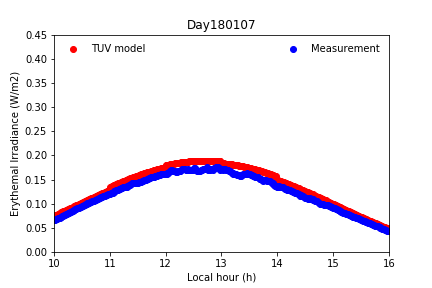 Day180107
TUV model
Measurement
Erythemal Irradiance (W/m2)
0.45
0.40
0.35
0.30
0.25
0.20
0.15
0.10
0.05
0.00
10 11 12 13 14 15 16
Local hour (h)